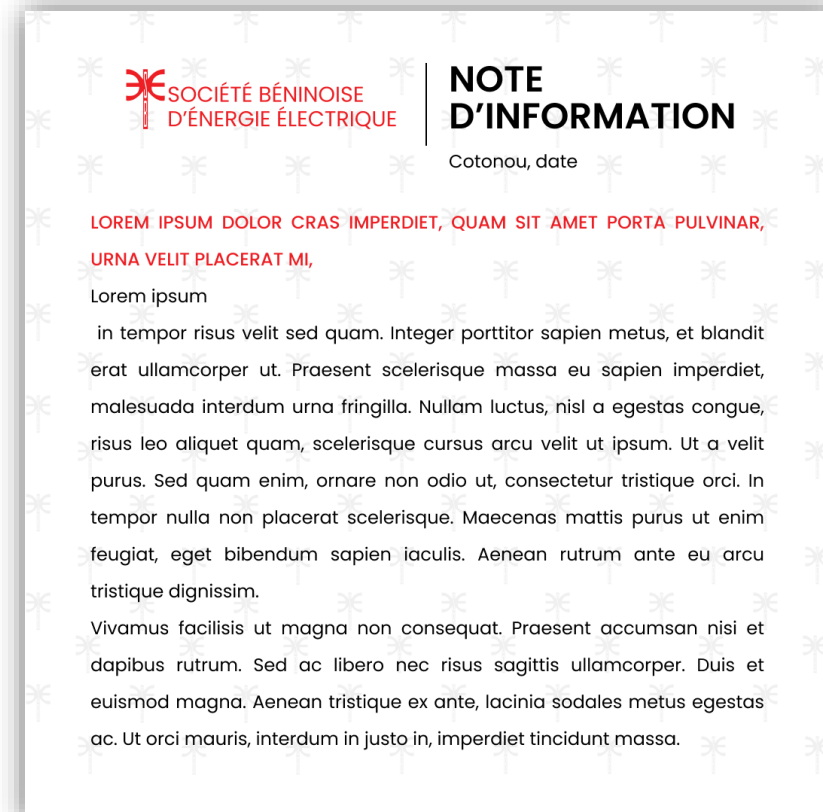 SOCIÉTÉ BÉNINOISE
D’ÉNERGIE ÉLECTRIQUE
NOTE
D’INFORMATION
Cotonou, date
LOREM IPSUM DOLOR CRAS IMPERDIET, QUAM SIT AMET PORTA PULVINAR,
URNA VELIT PLACERAT MI,
Lorem ipsum
in tempor risus velit sed quam. Integer porttitor sapien metus, et blandit
erat ullamcorper ut. Praesent scelerisque massa eu sapien imperdiet,
malesuada interdum urna fringilla. Nullam luctus, nisl a egestas congue,
risus leo aliquet quam, scelerisque cursus arcu velit ut ipsum. Ut a velit
purus. Sed quam enim, ornare non odio ut, consectetur tristique orci. In
tempor nulla non placerat scelerisque. Maecenas mattis purus ut enim
feugiat, eget bibendum sapien iaculis. Aenean rutrum ante eu arcu
tristique dignissim.
Vivamus facilisis ut magna non consequat. Praesent accumsan nisi et
dapibus rutrum. Sed ac libero nec risus sagittis ullamcorper. Duis et
euismod magna. Aenean tristique ex ante, lacinia sodales metus egestas
ac. Ut orci mauris, interdum in justo in, imperdiet tincidunt massa.